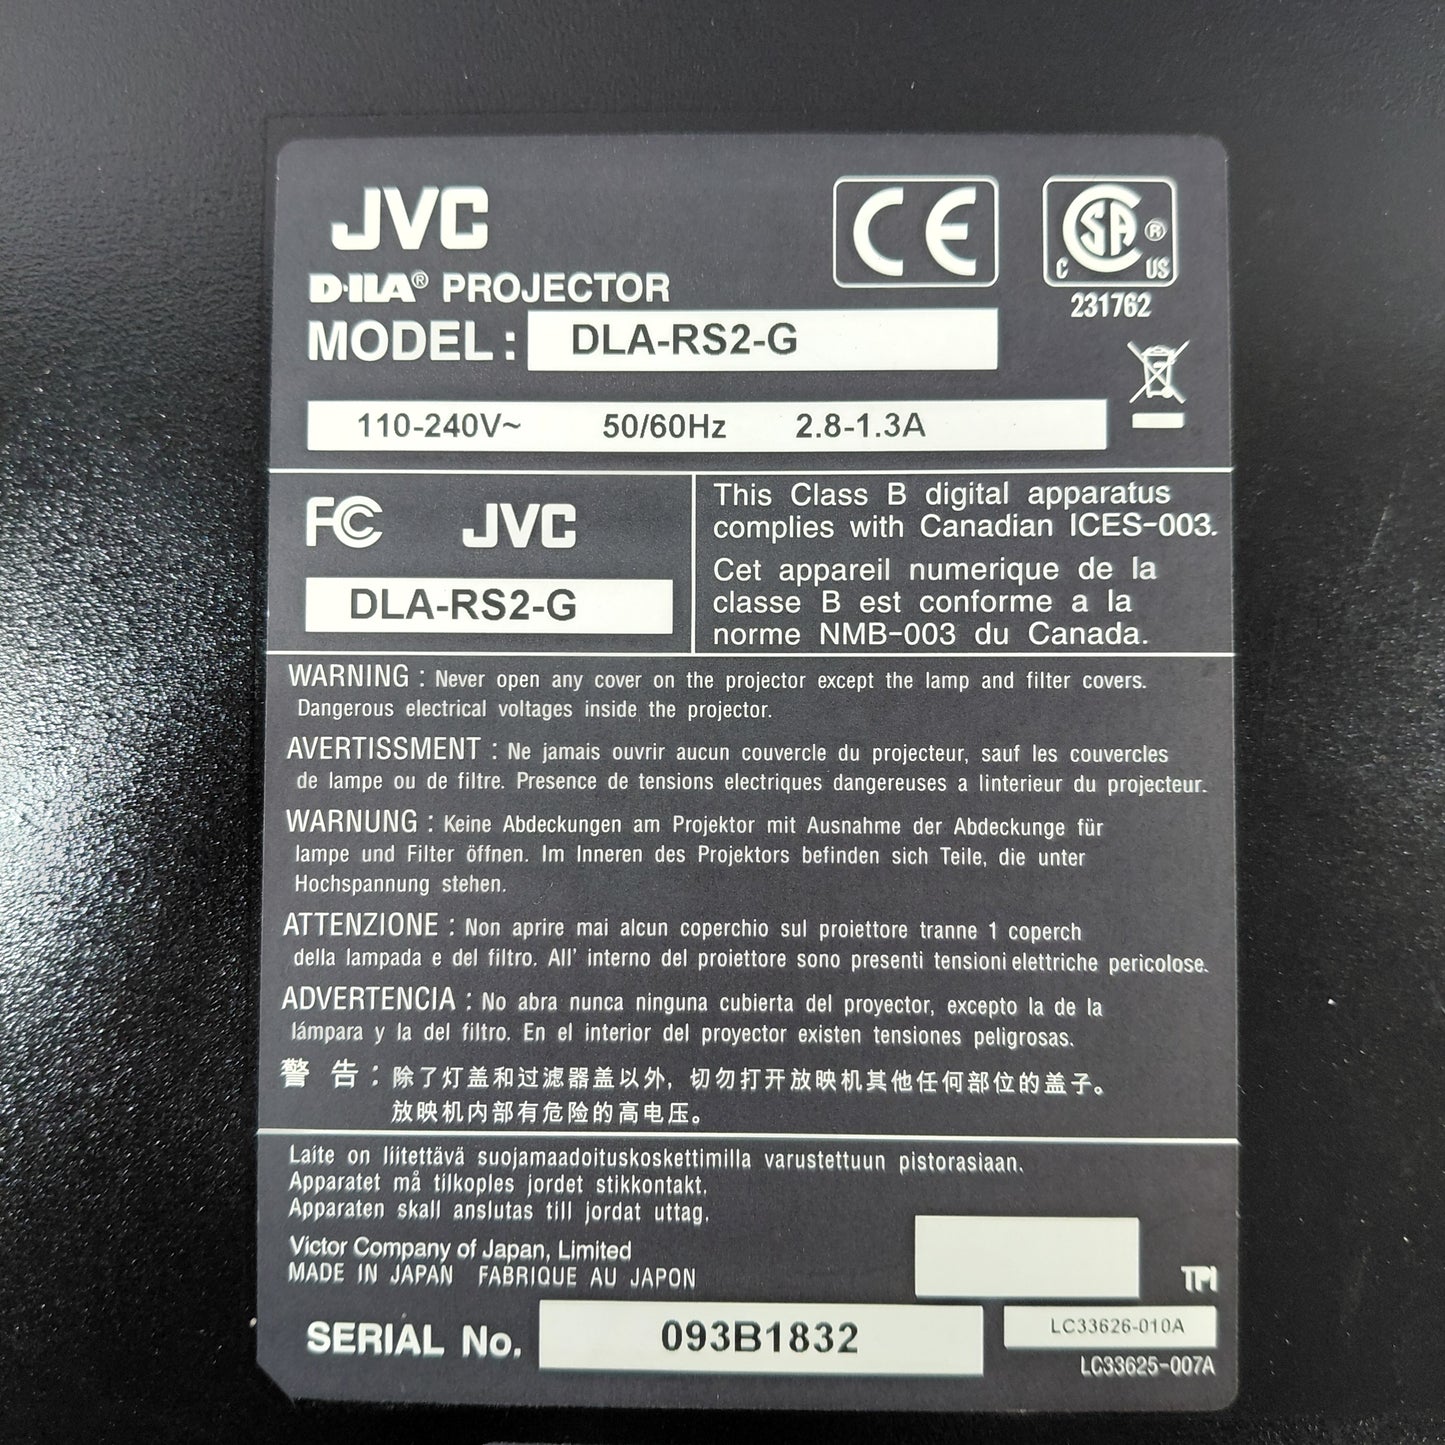 JVC
D-ILA® PROJECTOR
MODEL : DLA-RS2-G
CE
C SA ® US
231762
110-240V~ 50/60Hz 2.8-1.3A
FC JVC
DLA-RS2-G
This Class B digital apparatus
complies with Canadian ICES-003.
Cet appareil numerique de la
classe B est conforme a la
norme NMB-003 du Canada.
WARNING : Never open any cover on the projector except the lamp and filter covers.
Dangerous electrical voltages inside the projector.
AVERTISSMENT : Ne jamais ouvrir aucun couvercle du projecteur, sauf les couvercles
de lampe ou de filtre. Presence de tensions electriques dangereuses a linterieur du projecteur.
WARNUNG : Keine Abdeckungen am Projektor mit Ausnahme der Abdeckunge für
lampe und Filter öffnen. Im Inneren des Projektors befinden sich Teile, die unter
Hochspannung stehen.
ATTENZIONE : Non aprire mai alcun coperchio sul proiettore tranne 1 coperch
della lampada e del filtro. All' interno del proiettore sono presenti tensioni elettriche pericolose.
ADVERTENCIA : No abra nunca ninguna cubierta del proyector, excepto la de la
lámpara y la del filtro. En el interior del proyector existen tensiones peligrosas.
警 告 : 除了灯盖和过滤器盖以外，切勿打开放映机其他任何部位的盖子。
放映机内部有危险的高电压。
Laite on liitettävä suojamaadoituskoskettimilla varustettuun pistorasiaan.
Apparatet må tilkoples jordet stikkontakt.
Apparaten skall anslutas till jordat uttag.
Victor Company of Japan, Limited
MADE IN JAPAN FABRIQUE AU JAPON
TPI
SERIAL No. 093B1832
LC33626-010A
LC33625-007A